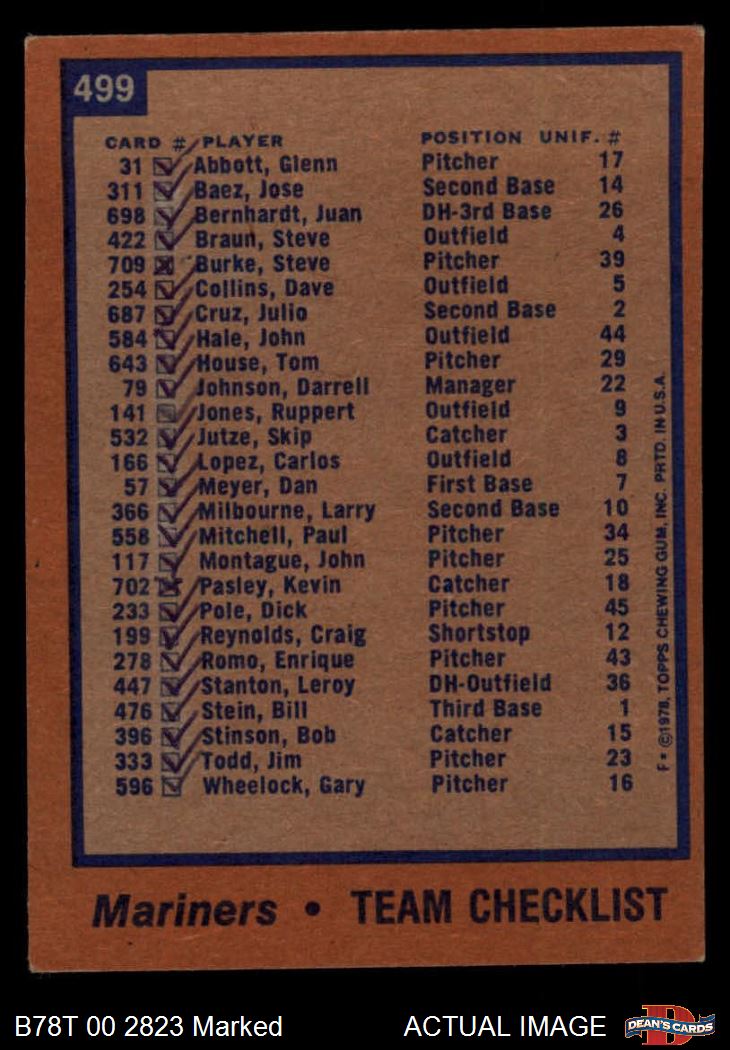 499
CARD # PLAYER POSITION UNIF. #
31 Abbott, Glenn Pitcher 17
311 Baez, Jose Second Base 14
698 Bernhardt, Juan DH-3rd Base 26
422 Braun, Steve Outfield 4
709 Burke, Steve Pitcher 39
254 Collins, Dave Outfield 5
687 Cruz, Julio Second Base 2
584 Hale, John Outfield 44
643 House, Tom Pitcher 29
79 Johnson, Darrell Manager 22
141 Jones, Ruppert Outfield 9
532 Jutze, Skip Catcher 3
166 Lopez, Carlos Outfield 8
57 Meyer, Dan First Base 7
366 Milbourne, Larry Second Base 10
558 Mitchell, Paul Pitcher 34
117 Montague, John Pitcher 25
702 Pasley, Kevin Catcher 18
233 Pole, Dick Pitcher 45
199 Reynolds, Craig Shortstop 12
278 Romo, Enrique Pitcher 43
447 Stanton, Leroy DH-Outfield 36
476 Stein, Bill Third Base 1
396 Stinson, Bob Catcher 15
333 Todd, Jim Pitcher 23
596 Wheelock, Gary Pitcher 16
F* ©1978, TOPPS CHEWING GUM, INC. PRTD. IN U.S.A.
Mariners • TEAM CHECKLIST
B78T 00 2823 Marked ACTUAL IMAGE
D
DEAN'S CARDS